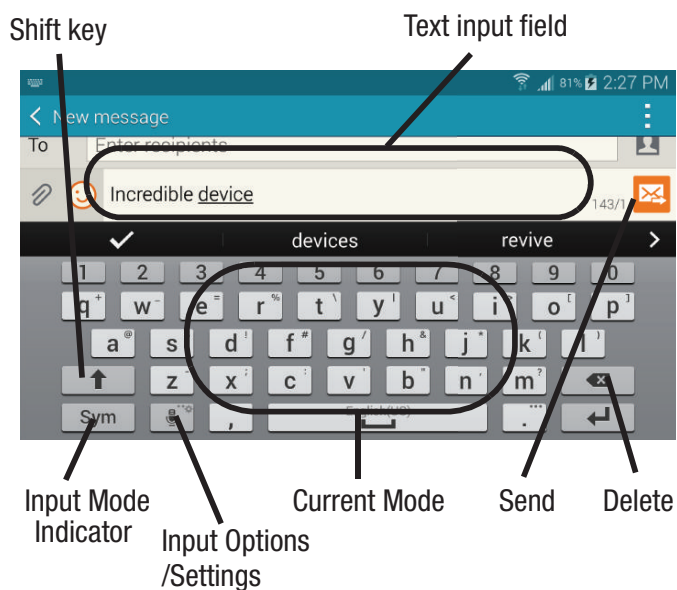 Shift key Text input field
81% 2:27 PM
New message
To Enter recipients
Incredible device
143/1
devices revive
1 2 3 4 5 6 7 8 9 0
q + w - e = r % t \ y | u < i > o [ p ]
a @ s d ! f # g / h & j * k ( l )
z x ; c : v ' b " n , m ?
Sym , English(US) . ...
Input Mode Current Mode Send Delete
Indicator
Input Options
/Settings